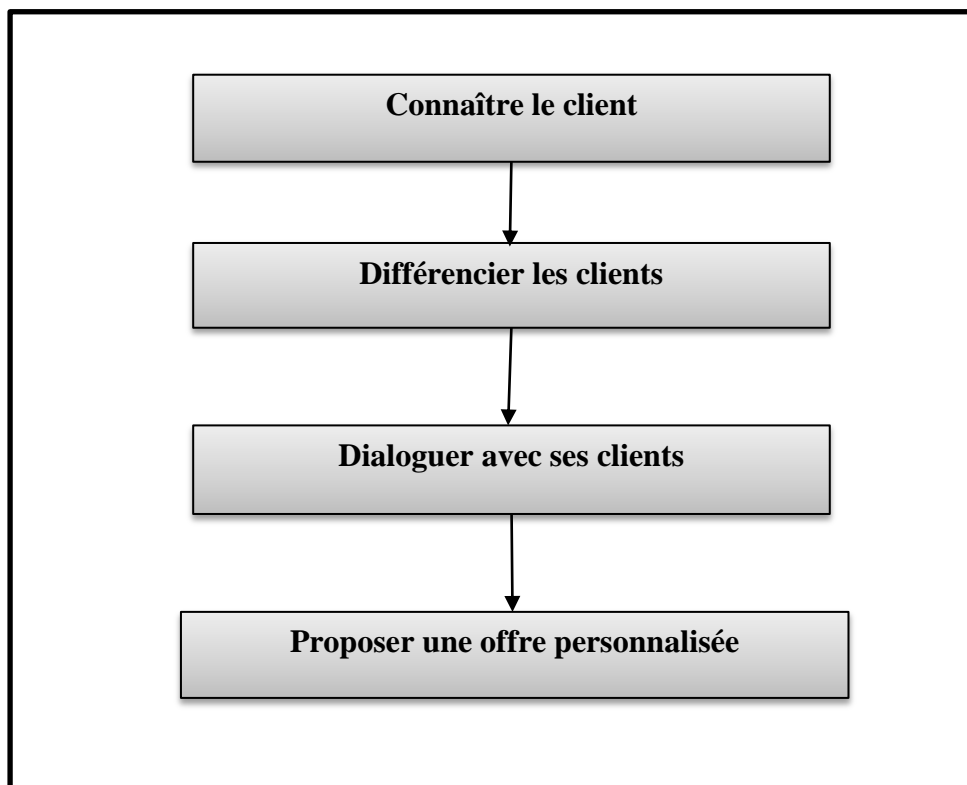 Connaître le client
Différencier les clients
Dialoguer avec ses clients
Proposer une offre personnalisée